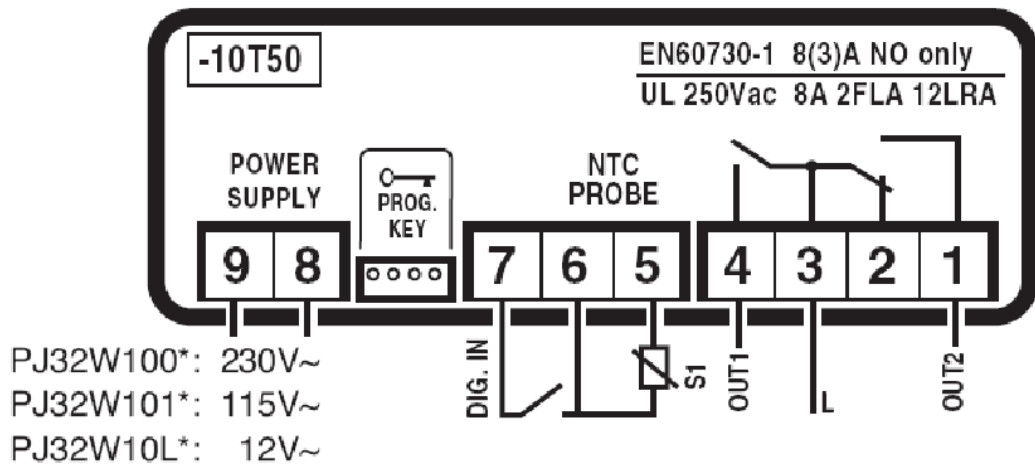 -10T50
EN60730-1 8(3)A NO only
UL 250Vac 8A 2FLA 12LRA
POWER
SUPPLY
PROG.
KEY
NTC
PROBE
9 8 7 6 5 4 3 2 1
DIG. IN
S1
OUT1
L
OUT2
PJ32W100*: 230V~
PJ32W101*: 115V~
PJ32W10L*: 12V~